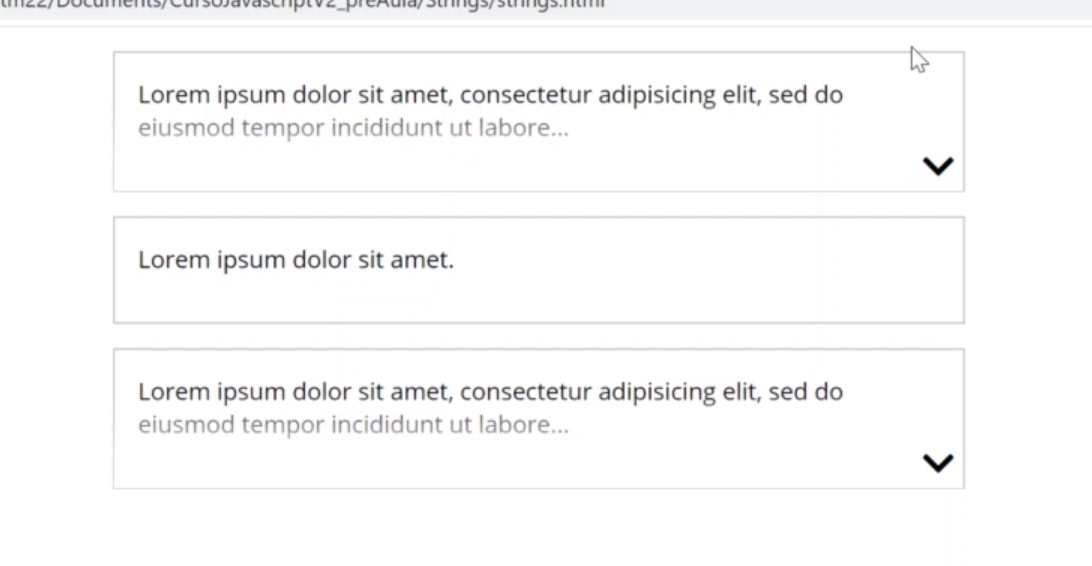 tm22/Documents/CursoJavascriptV2_preAula/Strings/strings.html
Lorem ipsum dolor sit amet, consectetur adipisicing elit, sed do
eiusmod tempor incididunt ut labore...
Lorem ipsum dolor sit amet.
Lorem ipsum dolor sit amet, consectetur adipisicing elit, sed do
eiusmod tempor incididunt ut labore...